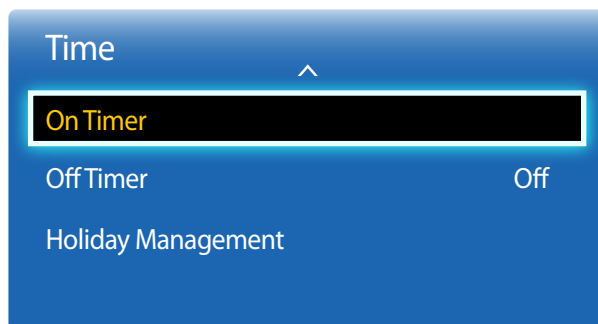 Time
On Timer
Off Timer Off
Holiday Management